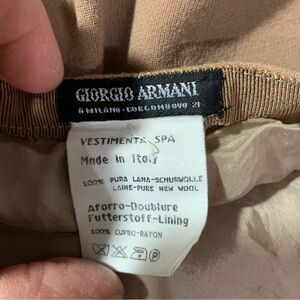 GIORGIO ARMANI
A MILANO-BORGONUOVO 21
VESTIMENTA SPA
Made in Italy
100% PURA LANA-SCHURWOLLE
LAINE-PURE NEW WOOL
Aforro-Doublure
Futterstoff-Lining
100% CUPRO-RAYON
A P